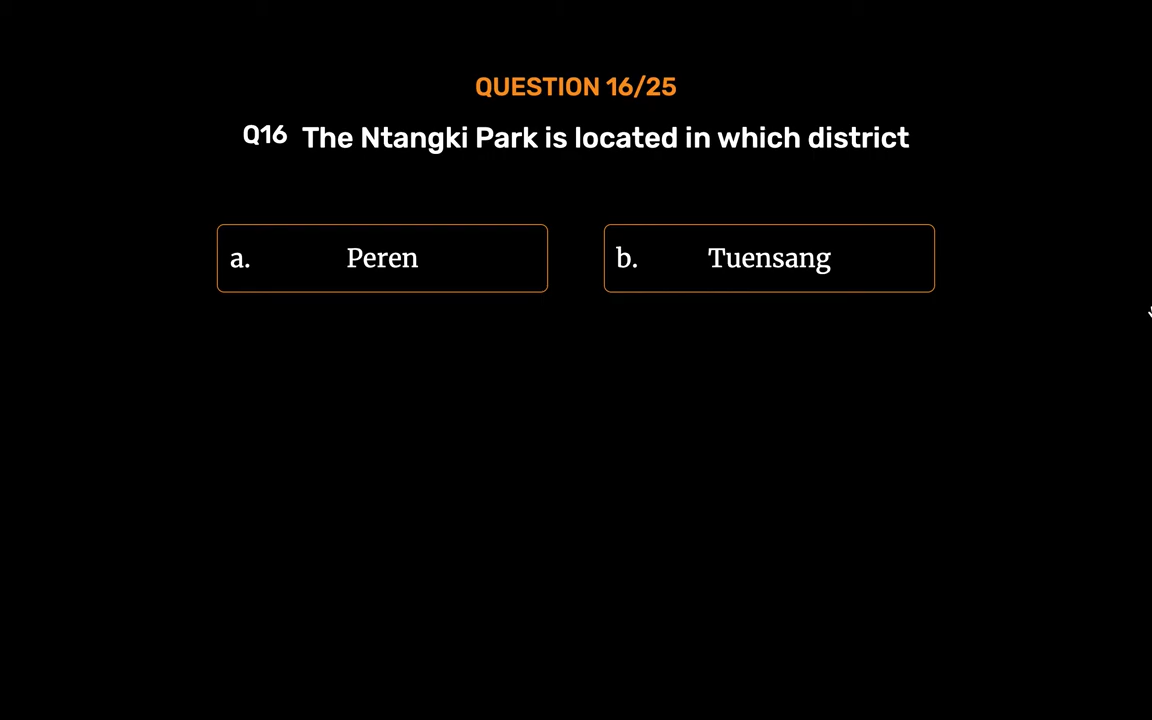 QUESTION 16/25
Q16 The Ntangki Park is located in which district
a. Peren
b. Tuensang